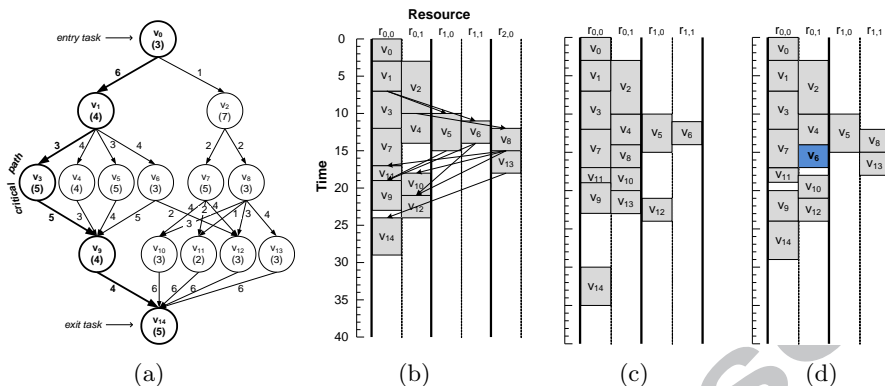 entry task
v0
(3)
6
1
v1
(4)
v2
(7)
3
4
3
4
2
2
critical path
v3
(5)
v4
(4)
v5
(5)
v6
(3)
v7
(5)
v8
(3)
5
3
4
5
2
3
4
2
4
1
3
4
v9
(4)
v10
(3)
v11
(2)
v12
(3)
v13
(3)
4
6
6
6
6
exit task
v14
(5)
(a)
Resource
r0,0 r0,1 r1,0 r1,1 r2,0
Time
0
5
10
15
20
25
30
35
40
v0
v1
v2
v3
v4
v5
v6
v7
v8
v13
v11
v9
v10
v12
v14
(b)
r0,0 r0,1 r1,0 r1,1
v0
v1
v2
v3
v4
v5
v6
v7
v8
v11
v10
v9
v13
v12
v14
(c)
r0,0 r0,1 r1,0 r1,1
v0
v1
v2
v3
v4
v5
v8
v7
v6
v13
v11
v10
v9
v12
v14
(d)